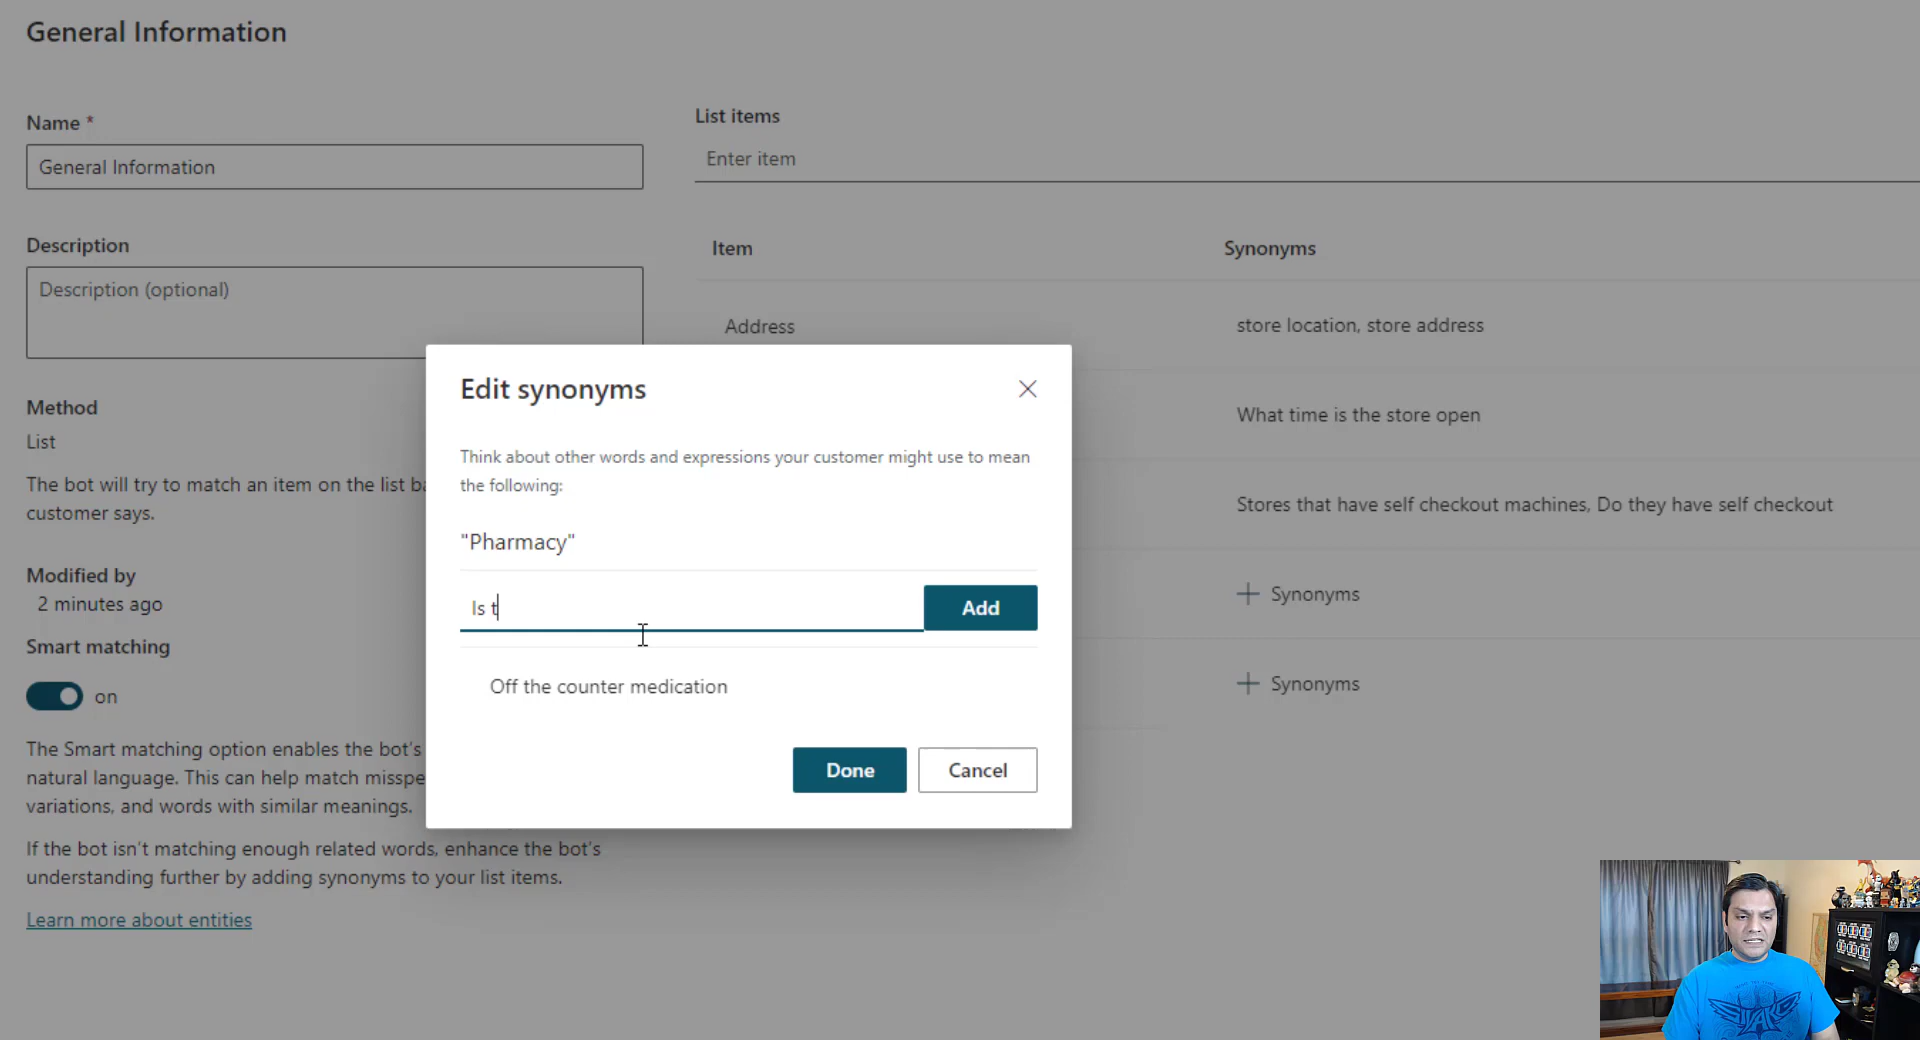 General Information
Name *
General Information
Description
Description (optional)
Method
List
The bot will try to match an item on the list ba
customer says.
Modified by
2 minutes ago
Smart matching
on
The Smart matching option enables the bot's
natural language. This can help match misspe
variations, and words with similar meanings.
If the bot isn't matching enough related words, enhance the bot's
understanding further by adding synonyms to your list items.
Learn more about entities
List items
Enter item
Item Synonyms
Address store location, store address
What time is the store open
Stores that have self checkout machines, Do they have self checkout
Synonyms
Synonyms
Edit synonyms
Think about other words and expressions your customer might use to mean
the following:
"Pharmacy"
Is t
Add
Off the counter medication
Done Cancel